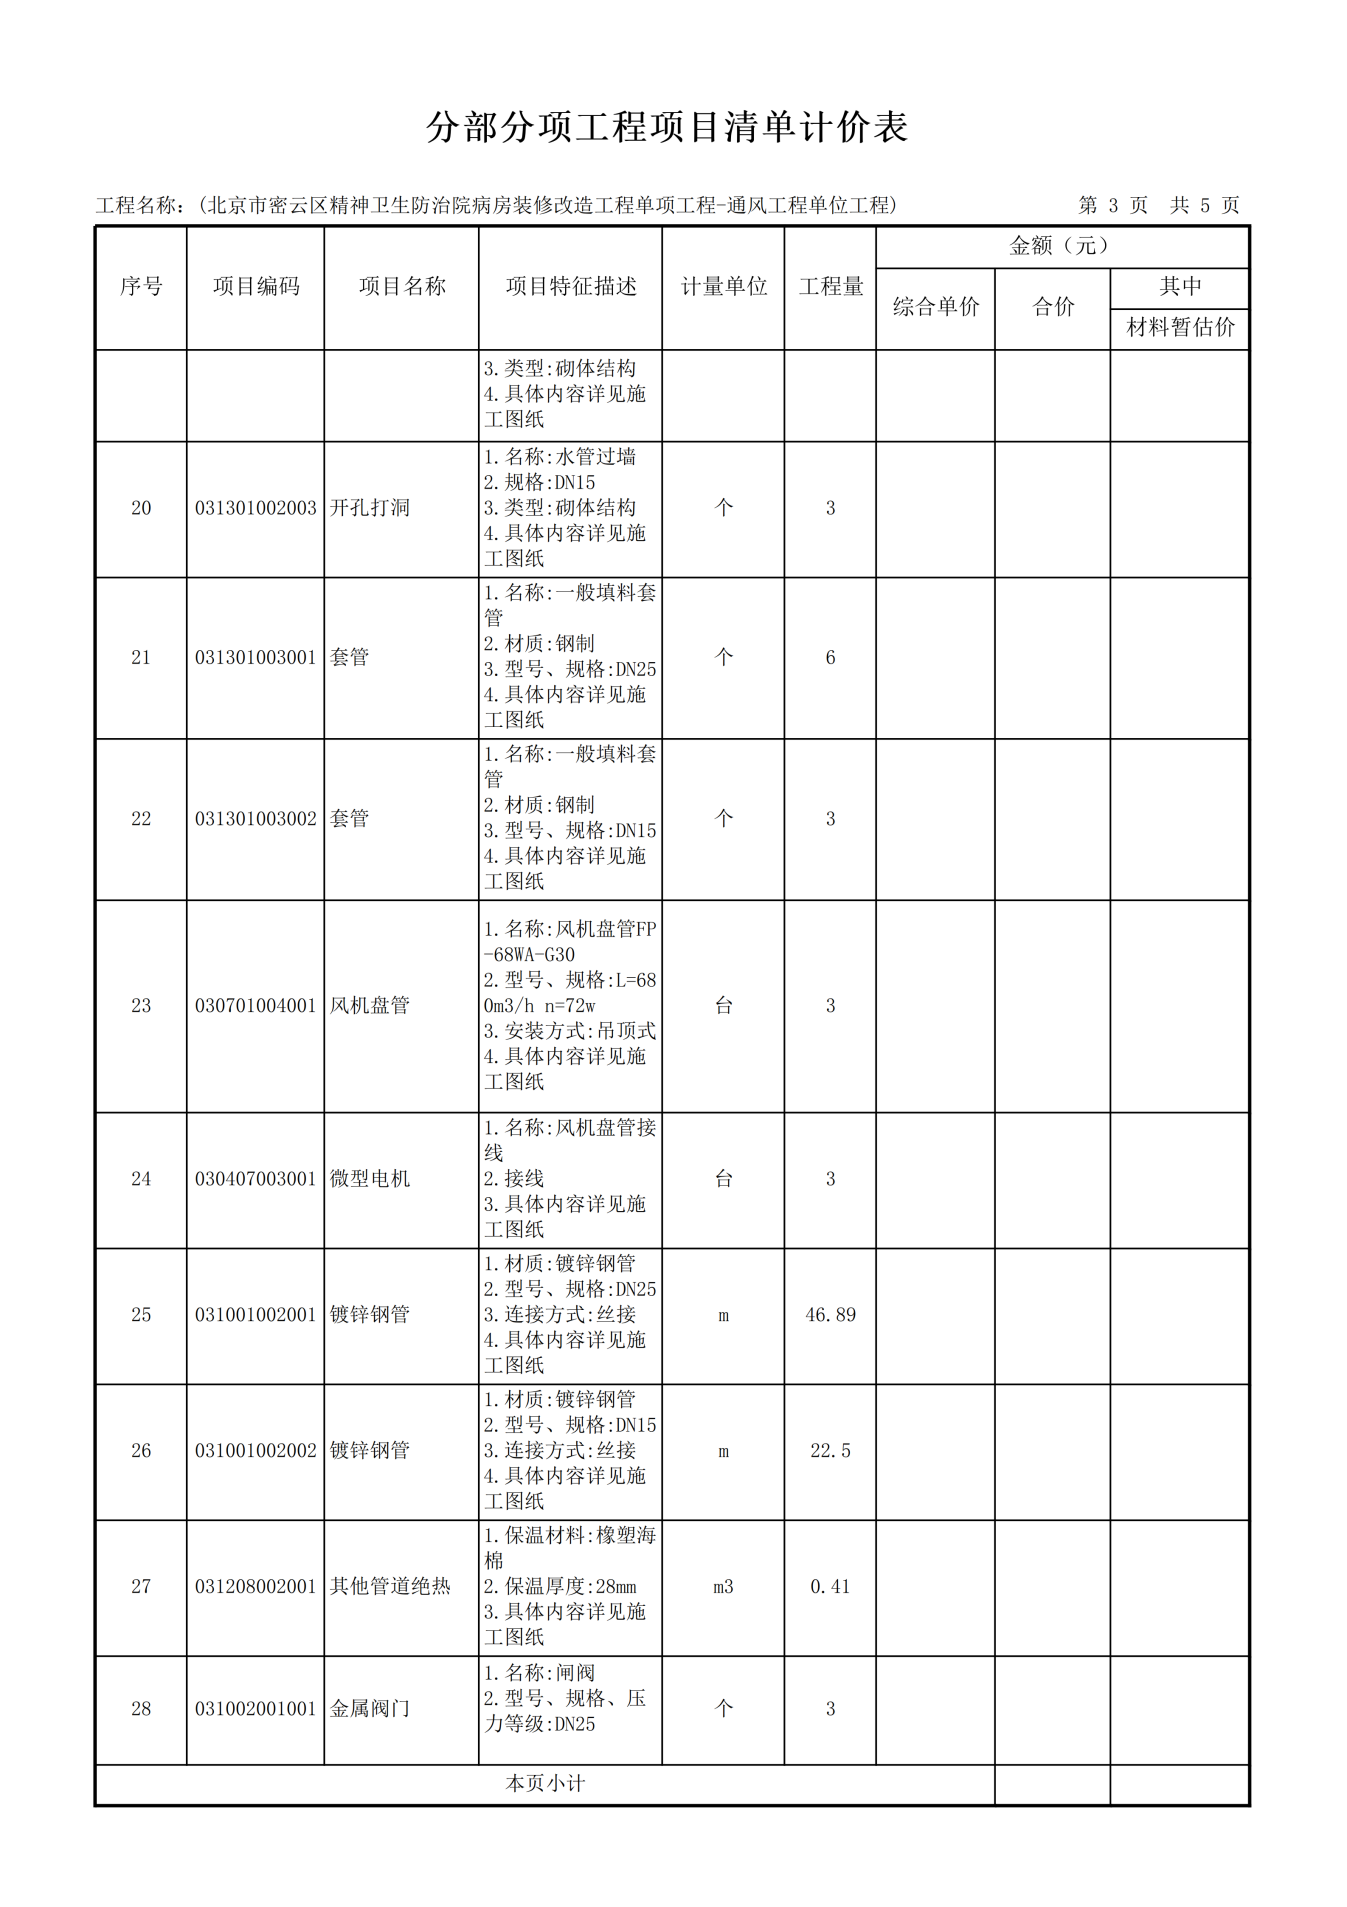 分部分项工程项目清单计价表
工程名称：(北京市密云区精神卫生防治院病房装修改造工程单项工程-通风工程单位工程) 第 3 页 共 5 页
序号 项目编码 项目名称 项目特征描述 计量单位 工程量 金额（元）
综合单价 合价 其中
材料暂估价
3.类型:砌体结构
4.具体内容详见施
工图纸
20 031301002003 开孔打洞 个 3
1.名称:水管过墙
2.规格:DN15
3.类型:砌体结构
4.具体内容详见施
工图纸
21 031301003001 套管 个 6
1.名称:一般填料套
管
2.材质:钢制
3.型号、规格:DN25
4.具体内容详见施
工图纸
22 031301003002 套管 个 3
1.名称:一般填料套
管
2.材质:钢制
3.型号、规格:DN15
4.具体内容详见施
工图纸
23 030701004001 风机盘管 台 3
1.名称:风机盘管FP
-68WA-G30
2.型号、规格:L=68
0m3/h n=72w
3.安装方式:吊顶式
4.具体内容详见施
工图纸
24 030407003001 微型电机 台 3
1.名称:风机盘管接
线
2.接线
3.具体内容详见施
工图纸
25 031001002001 镀锌钢管 m 46.89
1.材质:镀锌钢管
2.型号、规格:DN25
3.连接方式:丝接
4.具体内容详见施
工图纸
26 031001002002 镀锌钢管 m 22.5
1.材质:镀锌钢管
2.型号、规格:DN15
3.连接方式:丝接
4.具体内容详见施
工图纸
27 031208002001 其他管道绝热 m3 0.41
1.保温材料:橡塑海
棉
2.保温厚度:28mm
3.具体内容详见施
工图纸
28 031002001001 金属阀门 个 3
1.名称:闸阀
2.型号、规格、压
力等级:DN25
本页小计